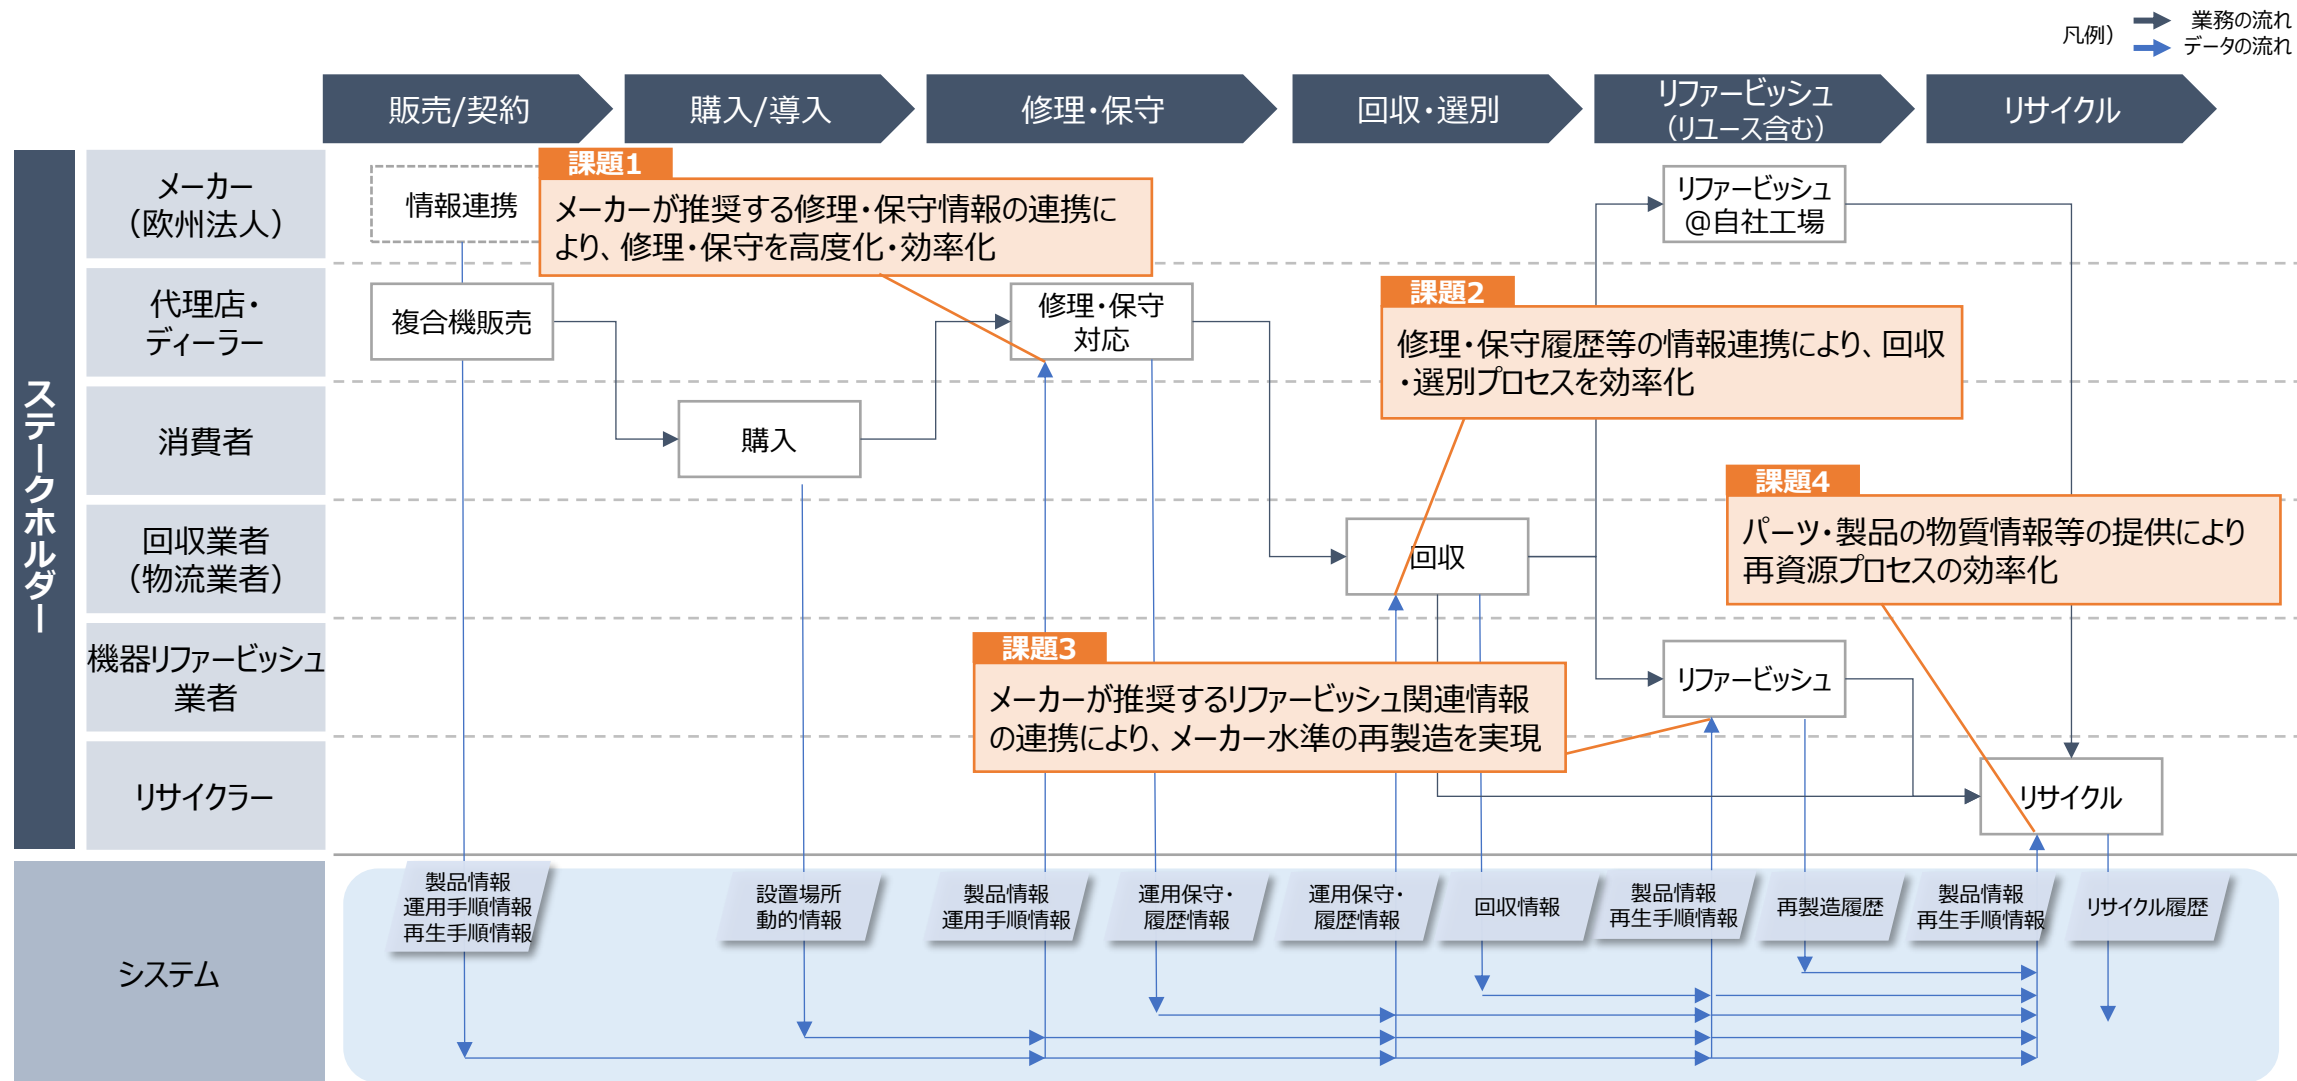 凡例）
業務の流れ
データの流れ
販売/契約
購入/導入
修理・保守
回収・選別
リファービッシュ
（リユース含む）
リサイクル
ステークホルダー
メーカー
（欧州法人）
情報連携
課題1
メーカーが推奨する修理・保守情報の連携に
より、修理・保守を高度化・効率化
リファービッシュ
@自社工場
代理店・
ディーラー
複合機販売
修理・保守
対応
課題2
修理・保守履歴等の情報連携により、回収
・選別プロセスを効率化
消費者
購入
課題4
パーツ・製品の物質情報等の提供により
再資源プロセスの効率化
回収業者
（物流業者）
回収
機器リファービッシュ
業者
課題3
メーカーが推奨するリファービッシュ関連情報
の連携により、メーカー水準の再製造を実現
リファービッシュ
リサイクラー
リサイクル
システム
製品情報
運用手順情報
再生手順情報
設置場所
動的情報
製品情報
運用手順情報
運用保守・
履歴情報
運用保守・
履歴情報
回収情報
製品情報
再生手順情報
再製造履歴
製品情報
再生手順情報
リサイクル履歴